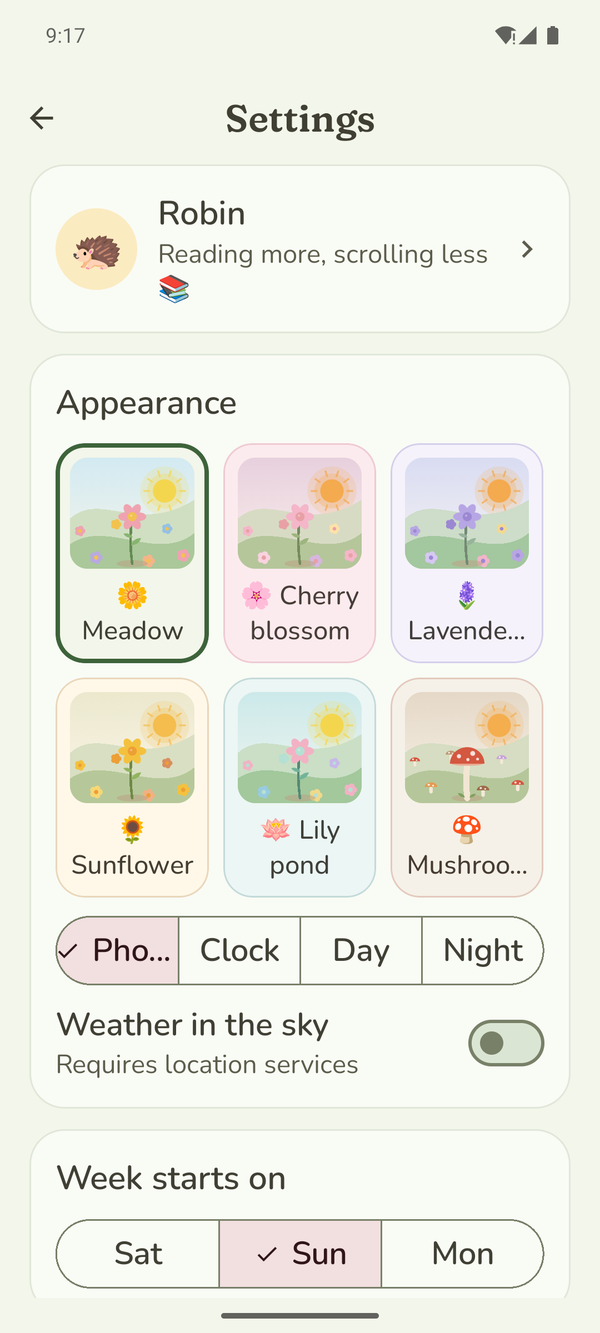 9:17
Settings
Robin
Reading more, scrolling less
📚
Appearance
🌼
Meadow
🌸 Cherry
blossom
🪻
Lavende...
🌻
Sunflower
🪷 Lily
pond
🍄
Mushroo...
Pho...
Clock
Day
Night
Weather in the sky
Requires location services
Week starts on
Sat
Sun
Mon